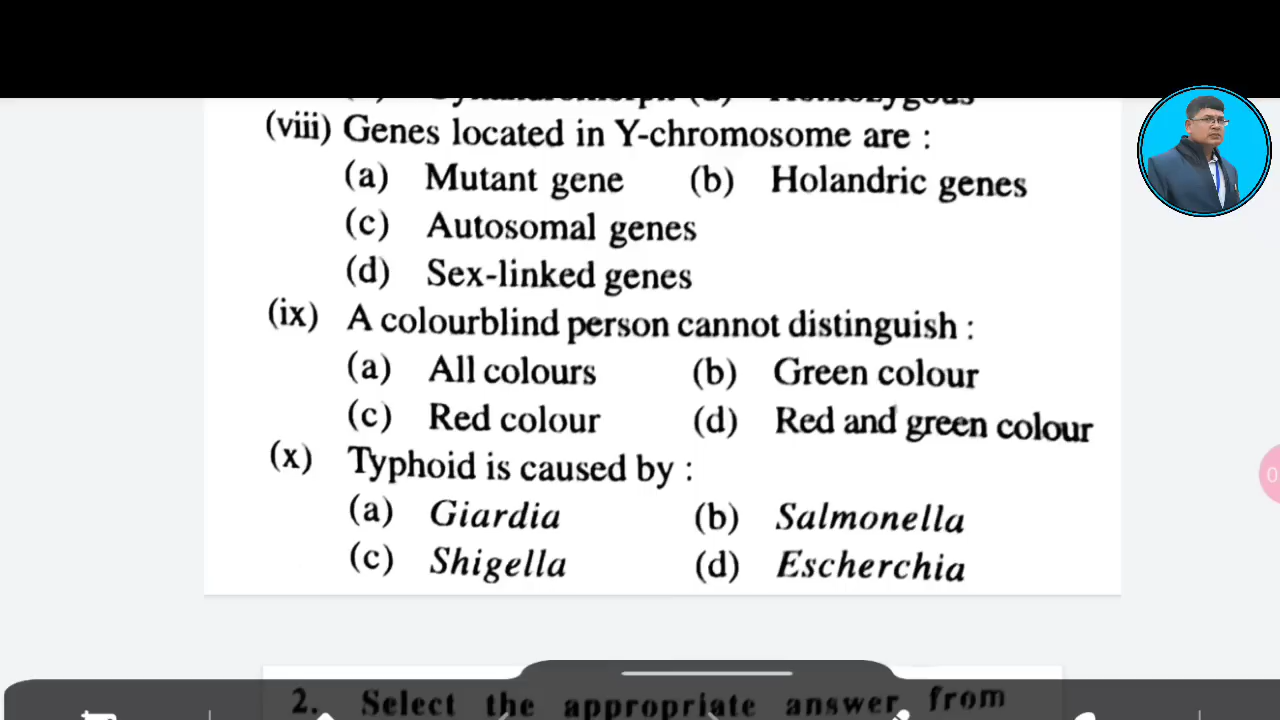 (viii) Genes located in Y-chromosome are :
(a) Mutant gene (b) Holandric genes
(c) Autosomal genes
(d) Sex-linked genes
(ix) A colourblind person cannot distinguish :
(a) All colours (b) Green colour
(c) Red colour (d) Red and green colour
(x) Typhoid is caused by :
(a) Giardia (b) Salmonella
(c) Shigella (d) Escherchia
2. Select the appropriate answer from